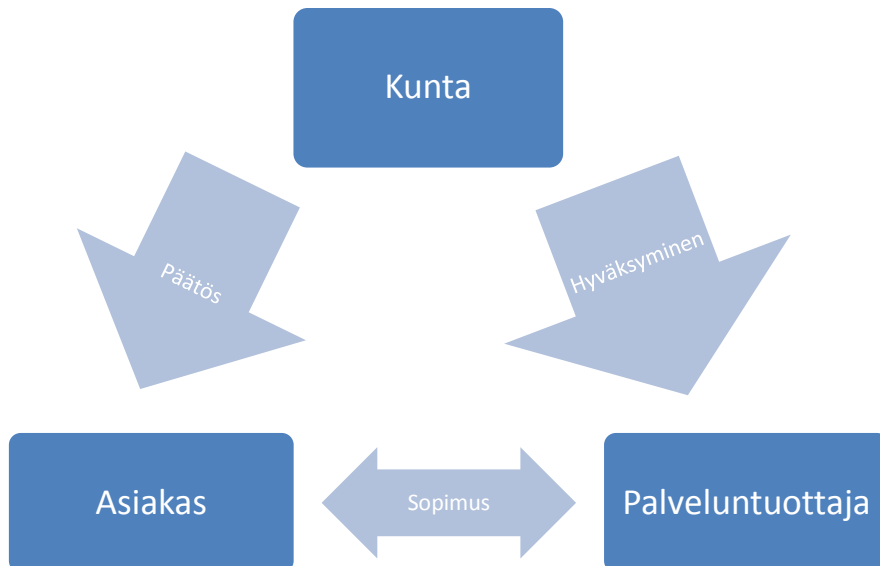 Kunta
Päätös
Hyväksyminen
Asiakas
Sopimus
Palveluntuottaja